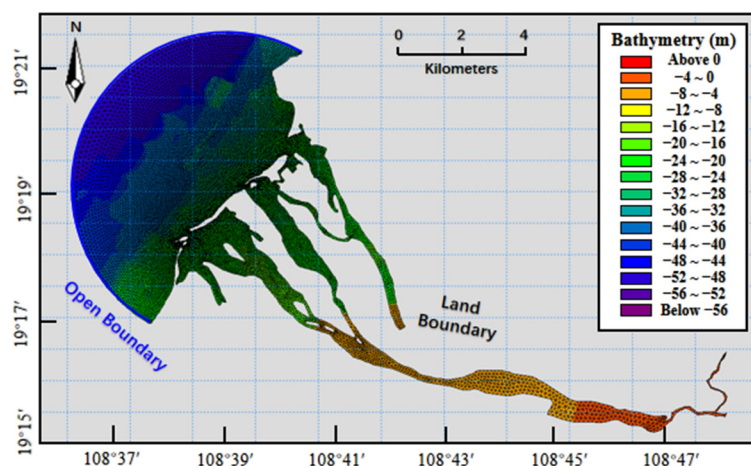 N
0 2 4
Kilometers
Bathymetry (m)
Above 0
−4 ~ 0
−8 ~ −4
−12 ~ −8
−16 ~ −12
−20 ~ −16
−24 ~ −20
−28 ~ −24
−32 ~ −28
−36 ~ −32
−40 ~ −36
−44 ~ −40
−48 ~ −44
−52 ~ −48
−56 ~ −52
Below −56
19°21'
19°19'
19°17'
19°15'
Open Boundary
Land
Boundary
108°37' 108°39' 108°41' 108°43' 108°45' 108°47'